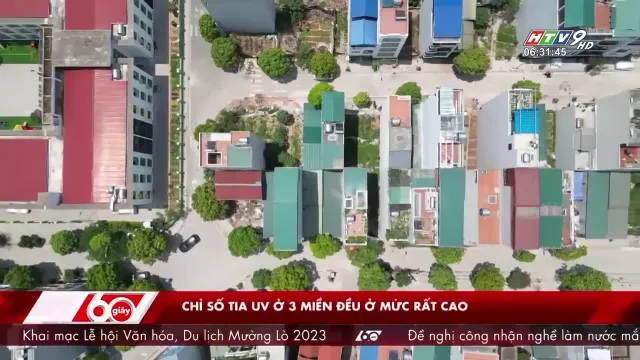 HTV9 HD
06:31:45
60 giây
CHỈ SỐ TIA UV Ở 3 MIỀN ĐỀU Ở MỨC RẤT CAO
Khai mạc Lễ hội Văn hóa, Du lịch Mường Lò 2023 60 Đề nghị công nhận nghề làm nước mắ